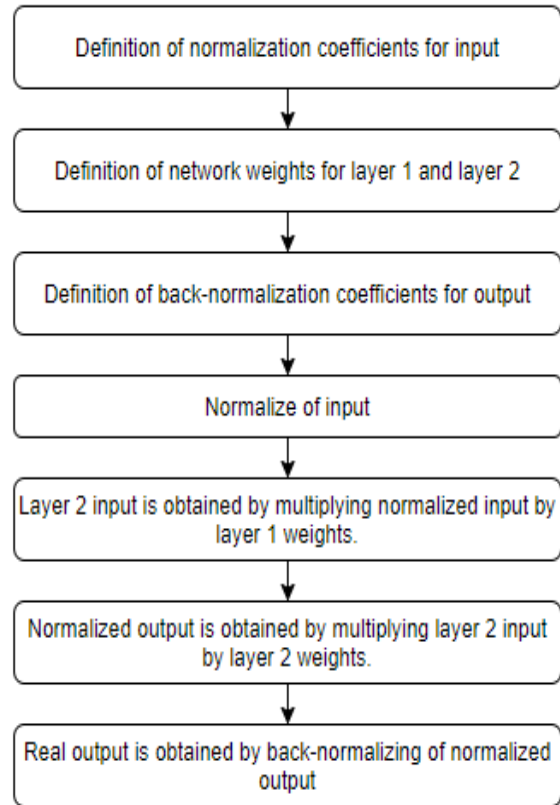 Definition of normalization coefficients for input
Definition of network weights for layer 1 and layer 2
Definition of back-normalization coefficients for output
Normalize of input
Layer 2 input is obtained by multiplying normalized input by
layer 1 weights.
Normalized output is obtained by multiplying layer 2 input
by layer 2 weights.
Real output is obtained by back-normalizing of normalized
output